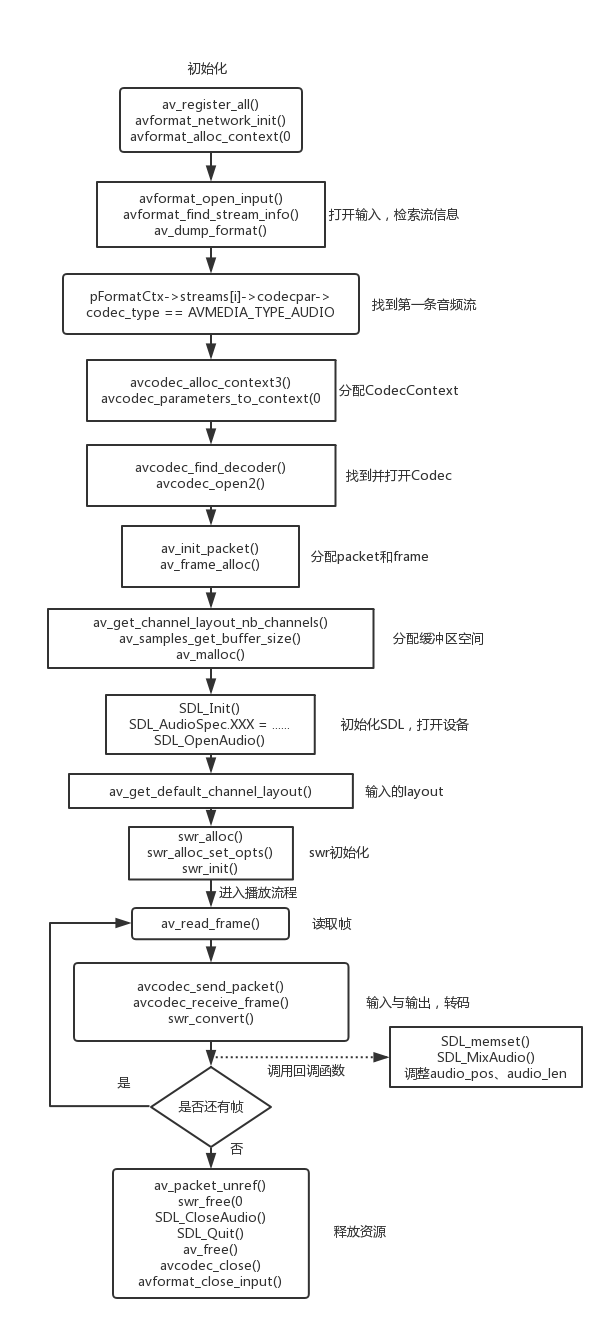 初始化
av_register_all()
avformat_network_init()
avformat_alloc_context(0
avformat_open_input()
avformat_find_stream_info()
av_dump_format()
打开输入，检索流信息
pFormatCtx->streams[i]->codecpar->
codec_type == AVMEDIA_TYPE_AUDIO
找到第一条音频流
avcodec_alloc_context3()
avcodec_parameters_to_context(0
分配CodecContext
avcodec_find_decoder()
avcodec_open2()
找到并打开Codec
av_init_packet()
av_frame_alloc()
分配packet和frame
av_get_channel_layout_nb_channels()
av_samples_get_buffer_size()
av_malloc()
分配缓冲区空间
SDL_Init()
SDL_AudioSpec.XXX = ......
SDL_OpenAudio()
初始化SDL，打开设备
av_get_default_channel_layout()
输入的layout
swr_alloc()
swr_alloc_set_opts()
swr_init()
swr初始化
进入播放流程
av_read_frame()
读取帧
avcodec_send_packet()
avcodec_receive_frame()
swr_convert()
输入与输出，转码
SDL_memset()
SDL_MixAudio()
调整audio_pos、audio_len
调用回调函数
是
是否还有帧
否
av_packet_unref()
swr_free(0
SDL_CloseAudio()
SDL_Quit()
av_free()
avcodec_close()
avformat_close_input()
释放资源